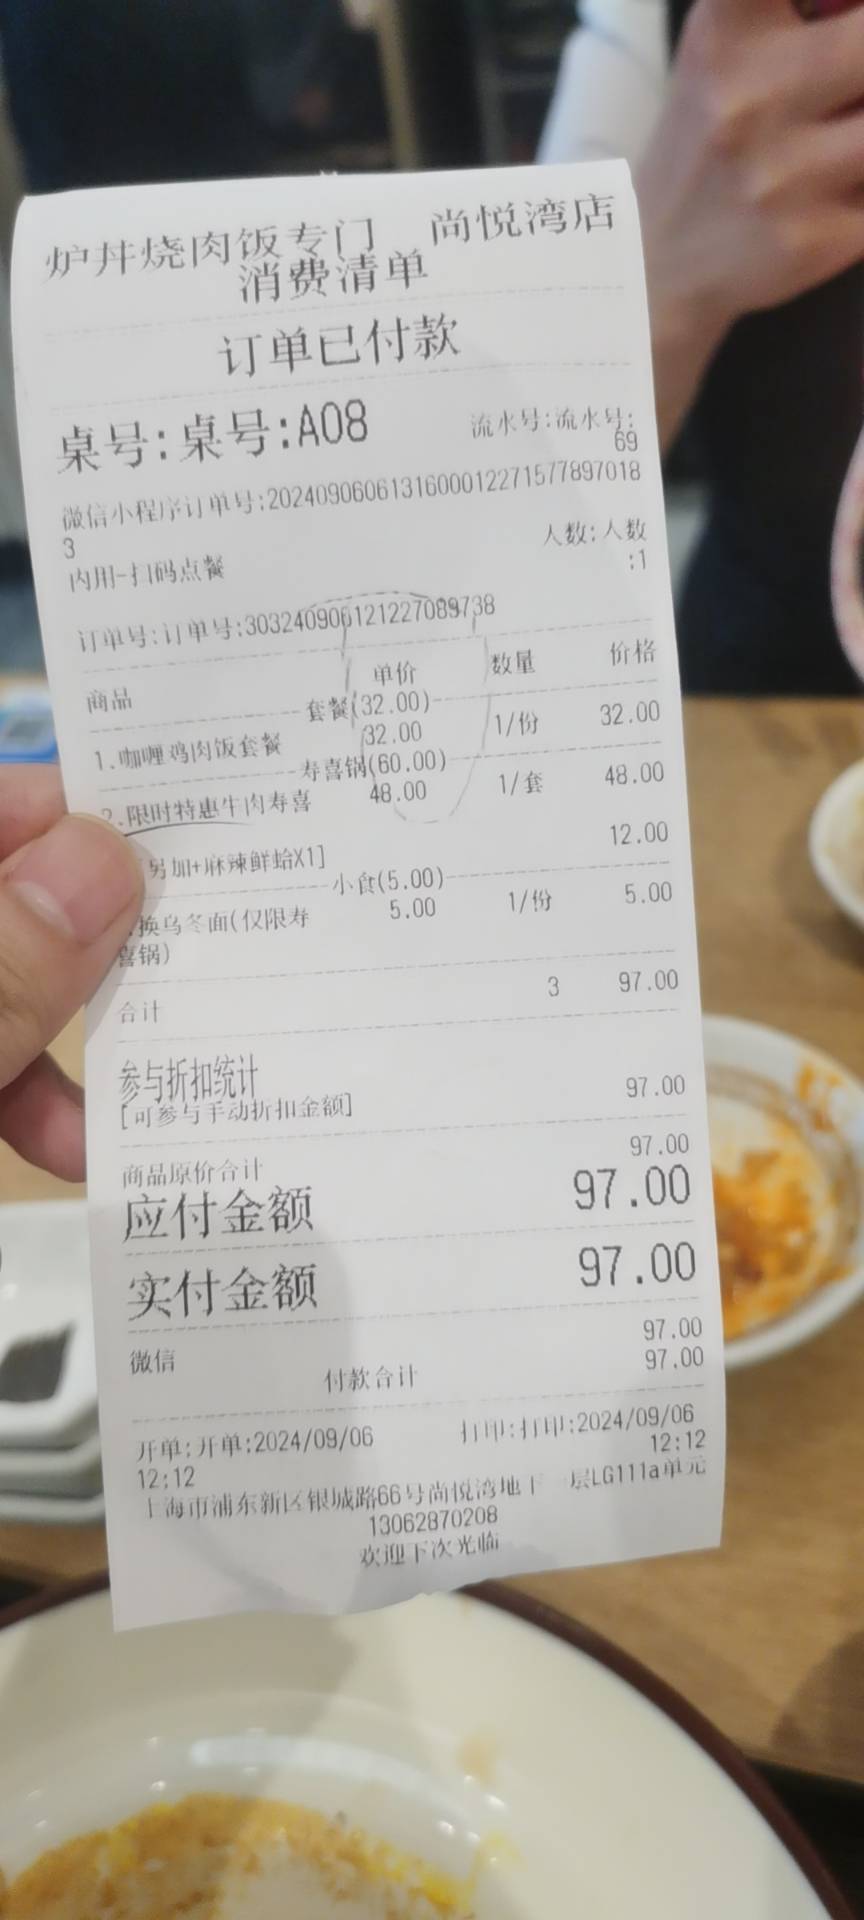 炉丼烧肉饭专门 尚悦湾店
消费清单
订单已付款
桌号:桌号:A08
流水号:流水号:
69
微信小程序订单号:2024090606131600012271577897018
3
内用-扫码点餐
人数:人数
:1
订单号:订单号:303240906121227089738
商品 单价 数量 价格
套餐(32.00)
1.咖喱鸡肉饭套餐 32.00 1/份 32.00
寿喜锅(60.00)
2.限时特惠牛肉寿喜 48.00 1/套 48.00
另加+麻辣鲜蛤X1] 12.00
小食(5.00)
.换乌冬面(仅限寿 5.00 1/份 5.00
喜锅)
合计 3 97.00
参与折扣统计
[可参与手动折扣金额] 97.00
商品原价合计 97.00
应付金额 97.00
实付金额 97.00
微信 97.00
付款合计 97.00
开单:开单:2024/09/06
12:12
打印:打印:2024/09/06
12:12
上海市浦东新区银城路66号尚悦湾地下一层LG111a单元
13062870208
欢迎下次光临